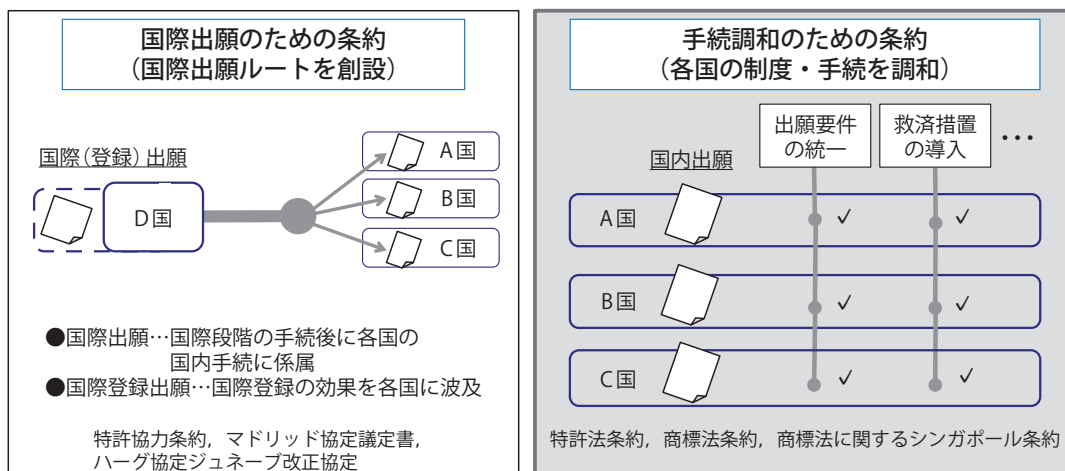 国際出願のための条約
（国際出願ルートを創設）
国際(登録)出願
D国
A国
B国
C国
●国際出願…国際段階の手続後に各国の
国内手続に係属
●国際登録出願…国際登録の効果を各国に波及
特許協力条約，マドリッド協定議定書，
ハーグ協定ジュネーブ改正協定
手続調和のための条約
（各国の制度・手続を調和）
出願要件
の統一
救済措置
の導入
…
国内出願
A国 ✓ ✓
B国 ✓ ✓
C国 ✓ ✓
特許法条約，商標法条約，商標法に関するシンガポール条約